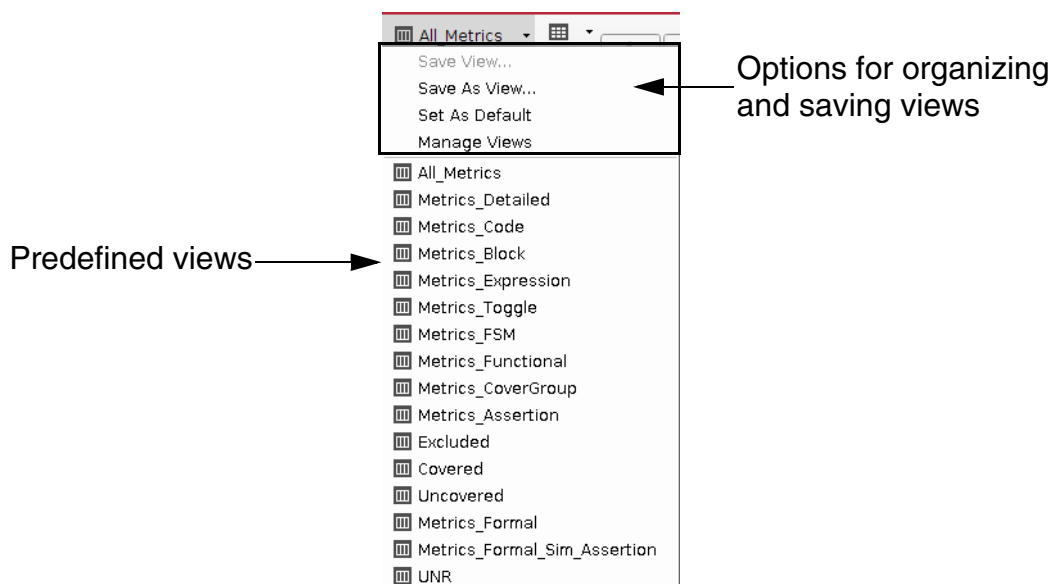 All_Metrics
Save View...
Save As View...
Set As Default
Manage Views
Options for organizing
and saving views
All_Metrics
Metrics_Detailed
Metrics_Code
Predefined views
Metrics_Block
Metrics_Expression
Metrics_Toggle
Metrics_FSM
Metrics_Functional
Metrics_CoverGroup
Metrics_Assertion
Excluded
Covered
Uncovered
Metrics_Formal
Metrics_Formal_Sim_Assertion
UNR